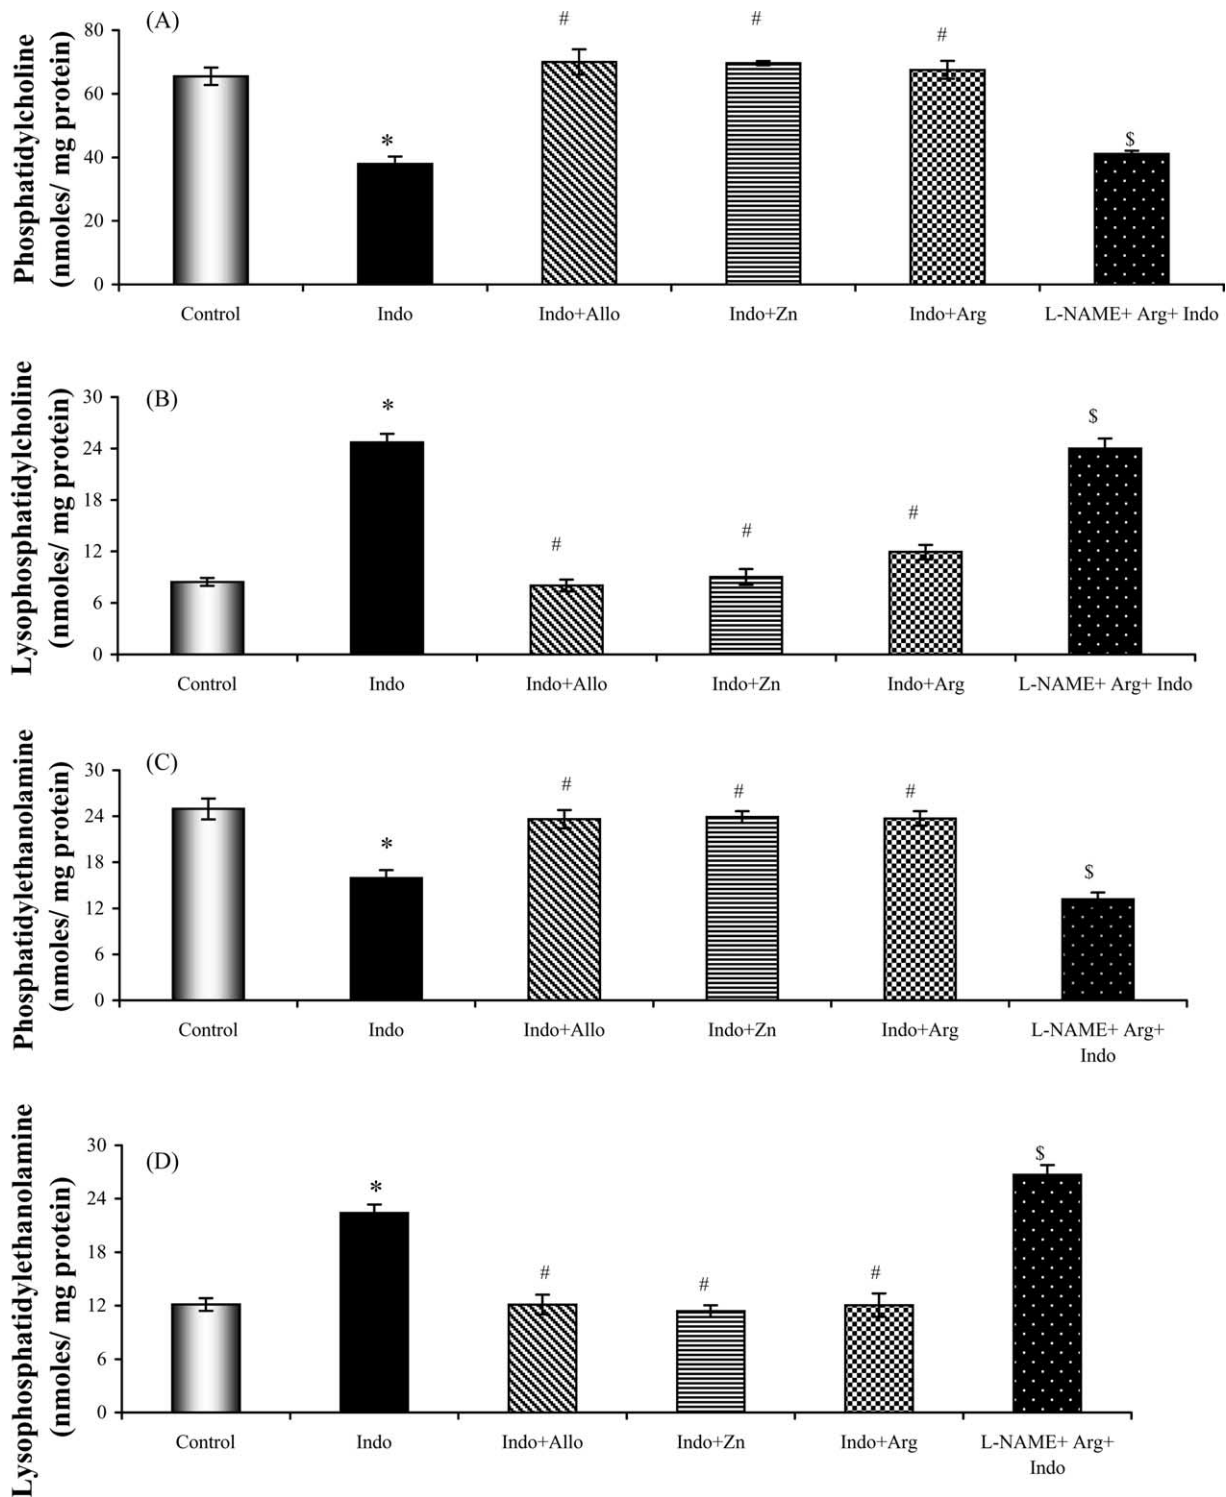 (A)
Phosphatidylcholine
(nmoles/ mg protein)
80
60
40
20
0
*
#
#
#
$
Control
Indo
Indo+Allo
Indo+Zn
Indo+Arg
L-NAME+ Arg+ Indo
(B)
Lysophosphatidylcholine
(nmoles/ mg protein)
30
24
18
12
6
0
*
#
#
#
$
Control
Indo
Indo+Allo
Indo+Zn
Indo+Arg
L-NAME+ Arg+ Indo
(C)
Phosphatidylethanolamine
(nmoles/ mg protein)
30
24
18
12
6
0
*
#
#
#
$
Control
Indo
Indo+Allo
Indo+Zn
Indo+Arg
L-NAME+ Arg+
Indo
(D)
Lysophosphatidylethanolamine
(nmoles/ mg protein)
30
24
18
12
6
0
*
#
#
#
$
Control
Indo
Indo+Allo
Indo+Zn
Indo+Arg
L-NAME+ Arg+
Indo